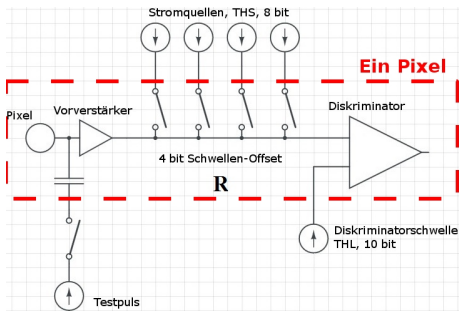 Stromquellen, THS, 8 bit
Ein Pixel
Pixel
Vorverstärker
Diskriminator
4 bit Schwellen-Offset
R
Diskriminatorschwelle
THL, 10 bit
Testpuls